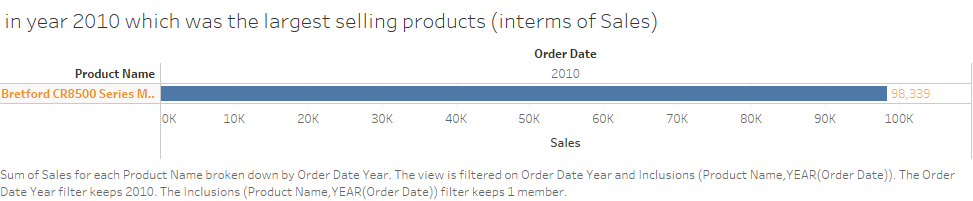 in year 2010 which was the largest selling products (interms of Sales)
Order Date
Product Name
2010
Bretford CR8500 Series M..
98,339
0K 10K 20K 30K 40K 50K 60K 70K 80K 90K 100K
Sales
Sum of Sales for each Product Name broken down by Order Date Year. The view is filtered on Order Date Year and Inclusions (Product Name,YEAR(Order Date)). The Order
Date Year filter keeps 2010. The Inclusions (Product Name,YEAR(Order Date)) filter keeps 1 member.